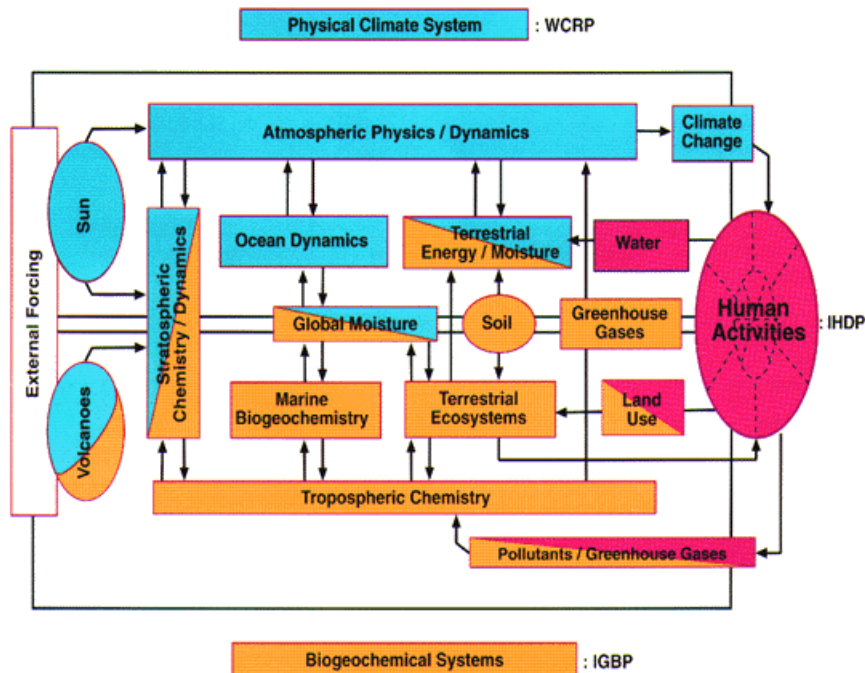 Physical Climate System : WCRP
Atmospheric Physics / Dynamics
Climate
Change
External Forcing
Sun
Volcanoes
Stratospheric
Chemistry / Dynamics
Ocean Dynamics
Terrestrial
Energy / Moisture
Water
Global Moisture
Soil
Greenhouse
Gases
Human
Activities
: IHDP
Marine
Biogeochemistry
Terrestrial
Ecosystems
Land
Use
Tropospheric Chemistry
Pollutants / Greenhouse Gases
Biogeochemical Systems : IGBP